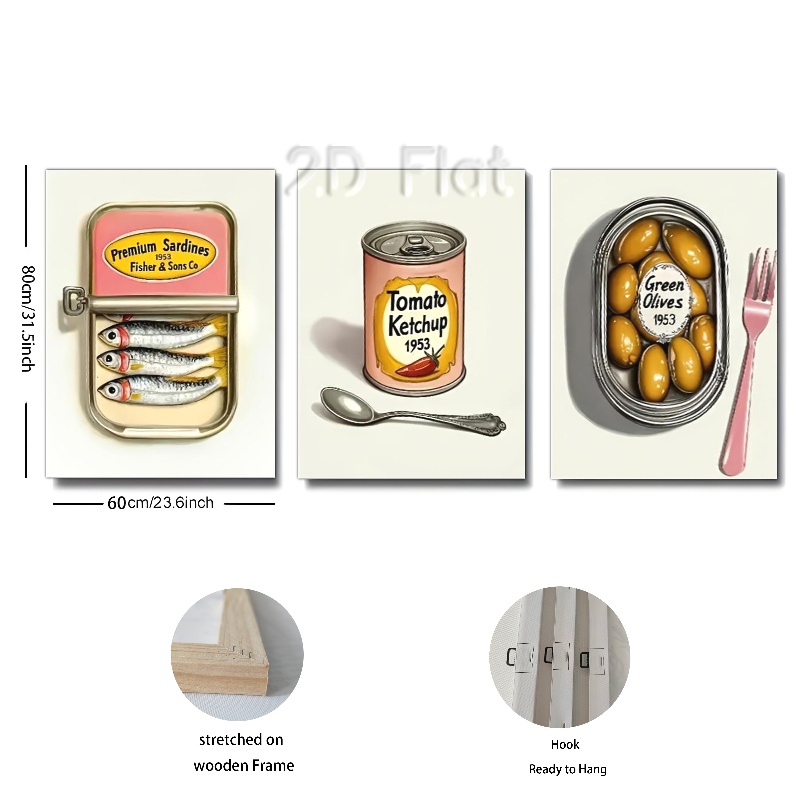 2D Flat
Premium Sardines
1953
Fisher & Sons Co
Tomato
Ketchup
1953
Green
Olives
1953
80cm/31.5inch
60cm/23.6inch
stretched on
wooden Frame
Hook
Ready to Hang